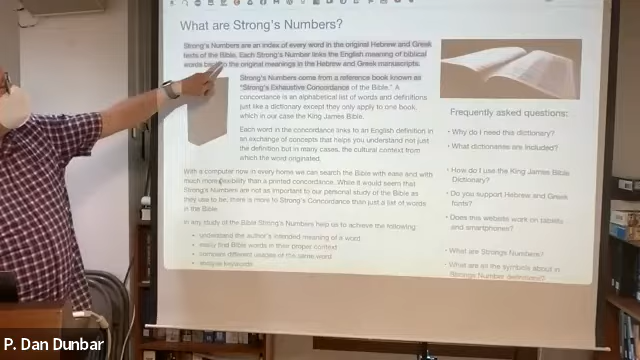 What are Strong's Numbers?
Strong's Numbers are an index of every word in the original Hebrew and Greek
texts of the Bible. Each Strong's Number links the English meaning of biblical
words to the original meanings in the Hebrew and Greek manuscripts.
Strong's Numbers come from a reference book known as
"Strong's Exhaustive Concordance of the Bible." A
concordance is an alphabetical list of words and definitions
just like a dictionary except they only apply to one book,
which in our case the King James Bible.
Each word in the concordance links to an English definition in
an exchange of concepts that helps you understand not just
the definition but in many cases, the cultural context from
which the word originated.
With a computer now in every home we can search the Bible with ease and with
much more flexibility than a printed concordance. While it would seem that
Strong's Numbers are not as important to our personal study of the Bible as
they use to be, there is more to Strong's Concordance than just a list of words
in the Bible.
In any study of the Bible Strong's Numbers help us to achieve the following:
understand the author's intended meaning of a word
study Bible words in their proper context
compare different usages of the same word
keywords
Frequently asked questions:
Why do I need this dictionary?
What dictionaries are included?
How do I use the King James Bible
Dictionary?
Do you support Hebrew and Greek
fonts?
Does this website work on tablets
and smartphones?
What are Strongs Numbers?
What are all the symbols about in
Strongs Number definitions?
P. Dan Dunbar